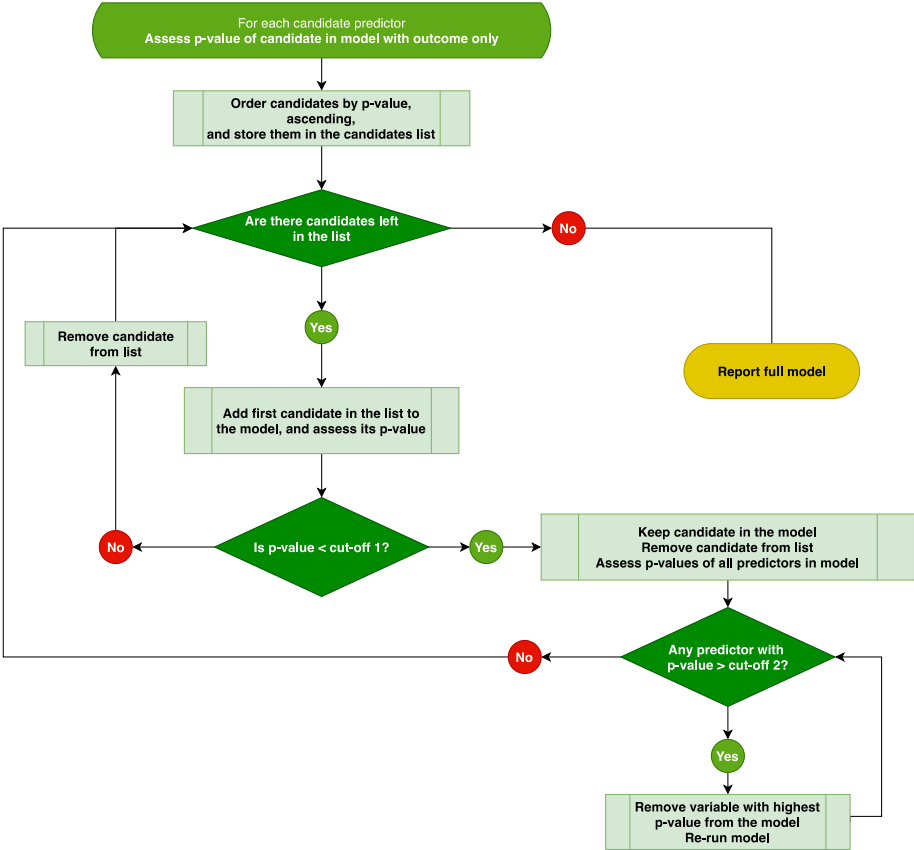 For each candidate predictor
Assess p-value of candidate in model with outcome only
Order candidates by p-value,
ascending,
and store them in the candidates list
Are there candidates left
in the list
No
Yes
Remove candidate
from list
Report full model
Add first candidate in the list to
the model, and assess its p-value
No
Is p-value < cut-off 1?
Yes
Keep candidate in the model
Remove candidate from list
Assess p-values of all predictors in model
No
Any predictor with
p-value > cut-off 2?
Yes
Remove variable with highest
p-value from the model
Re-run model